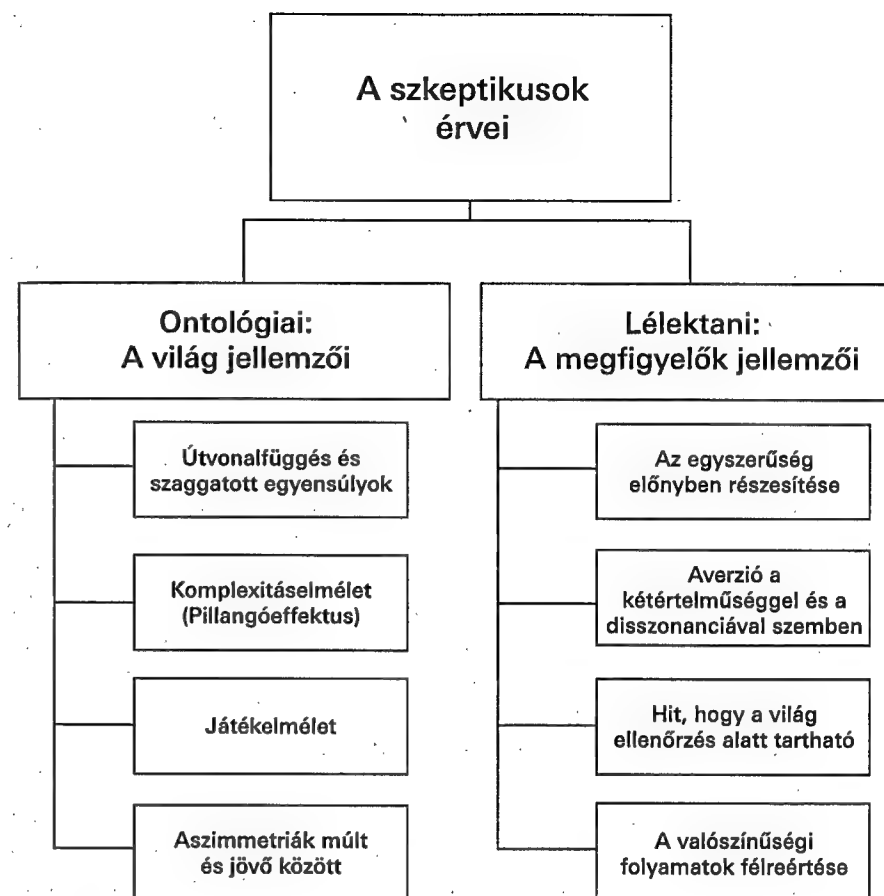 A szkeptikusok
érvei
Ontológiai:
A világ jellemzői
Útvonalfüggés és
szaggatott egyensúlyok
Komplexitáselmélet
(Pillangóeffektus)
Játékelmélet
Aszimmetriák múlt
és jövő között
Lélektani:
A megfigyelők jellemzői
Az egyszerűség
előnyben részesítése
Averzió a
kétértelműséggel és a
disszonanciával szemben
Hit, hogy a világ
ellenőrzés alatt tartható
A valószínűségi
folyamatok félreértése